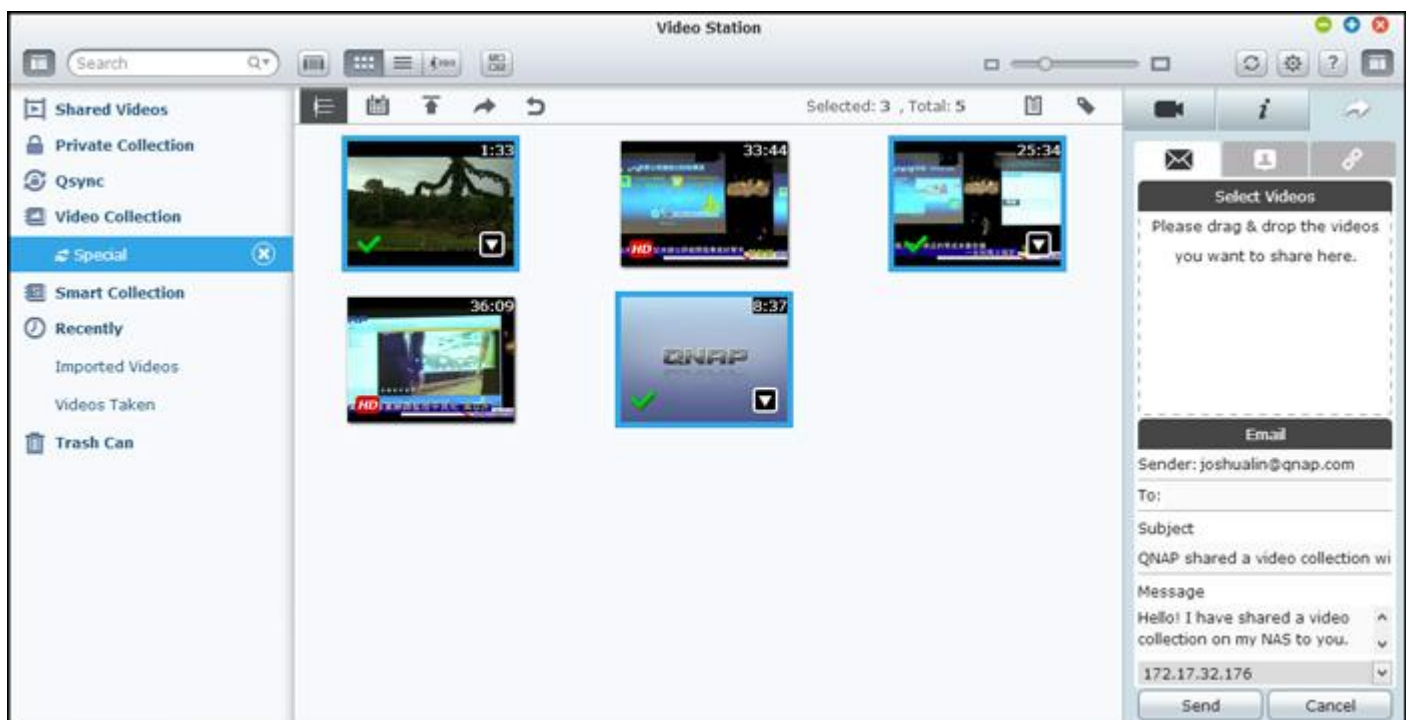 Video Station
Search
Selected: 3 , Total: 5
Shared Videos
Private Collection
Qsync
Video Collection
Special
Smart Collection
Recently
Imported Videos
Videos Taken
Trash Can
1:33
33:44
HD
25:34
36:09
HD
8:37
QNAP
Select Videos
Please drag & drop the videos
you want to share here.
Email
Sender: joshualin@qnap.com
To:
Subject
QNAP shared a video collection wi
Message
Hello! I have shared a video
collection on my NAS to you.
172.17.32.176
Send
Cancel